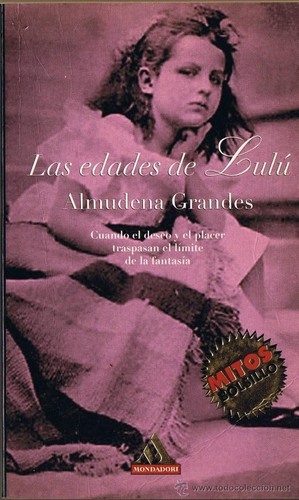 Las edades de Lulú
Almudena Grandes
Cuando el deseo y el placer
traspasan el límite
de la fantasía
MITOS
BOLSILLO
MONDADORI
www.todocoleccion.net